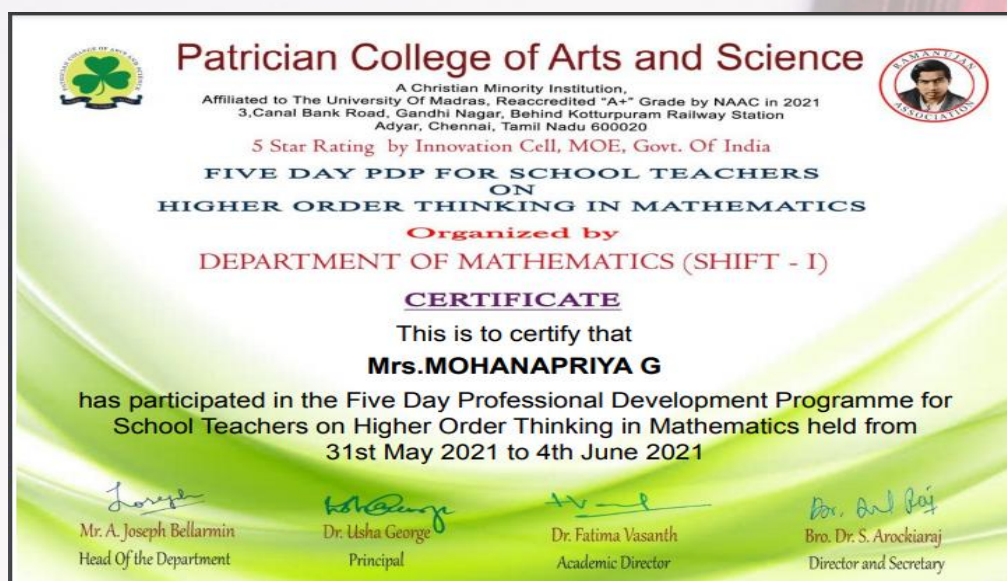 Patrician College of Arts and Science
A Christian Minority Institution,
Affiliated to The University Of Madras, Reaccredited "A+" Grade by NAAC in 2021
3,Canal Bank Road, Gandhi Nagar, Behind Kotturpuram Railway Station
Adyar, Chennai, Tamil Nadu 600020
5 Star Rating by Innovation Cell, MOE, Govt. Of India
RAMANUJAN
ASSOCIATION
FIVE DAY PDP FOR SCHOOL TEACHERS
ON
HIGHER ORDER THINKING IN MATHEMATICS
Organized by
DEPARTMENT OF MATHEMATICS (SHIFT - I)
CERTIFICATE
This is to certify that
Mrs.MOHANAPRIYA G
has participated in the Five Day Professional Development Programme for
School Teachers on Higher Order Thinking in Mathematics held from
31st May 2021 to 4th June 2021
Joseph
Mr. A. Joseph Bellarmin
Head Of the Department
Dr. Usha George
Principal
Dr. Fatima Vasanth
Academic Director
Bro. Dr. S. Arockiaraj
Director and Secretary